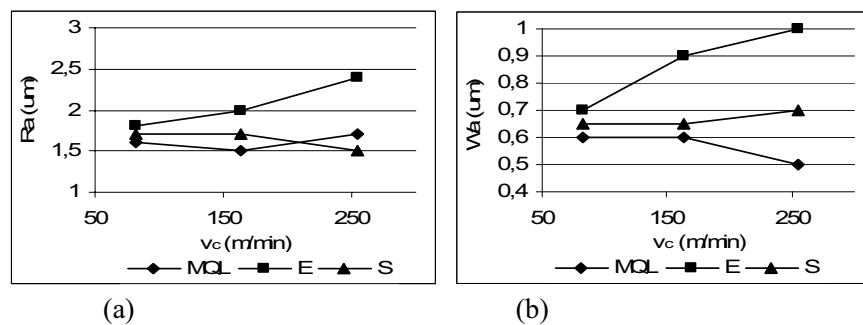 3
2,5
2
1,5
1
Ra (um)
50 150 250
vc (m/min)
MQL E S
(a)
1
0,9
0,8
0,7
0,6
0,5
0,4
Wa (um)
50 150 250
vc (m/min)
MQL E S
(b)